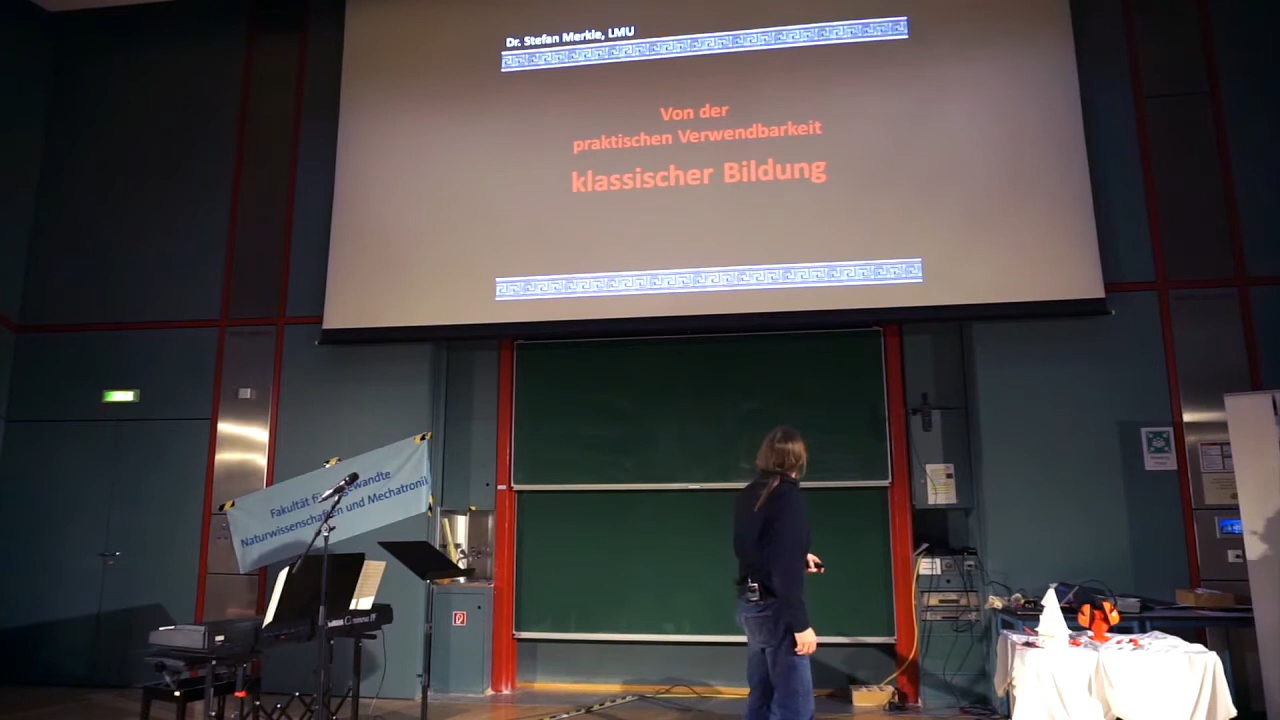 Dr. Stefan Merkle, LMU
Von der
praktischen Verwendbarkeit
klassischer Bildung
Fakultät für
Naturwissenschaften und Mechatronik